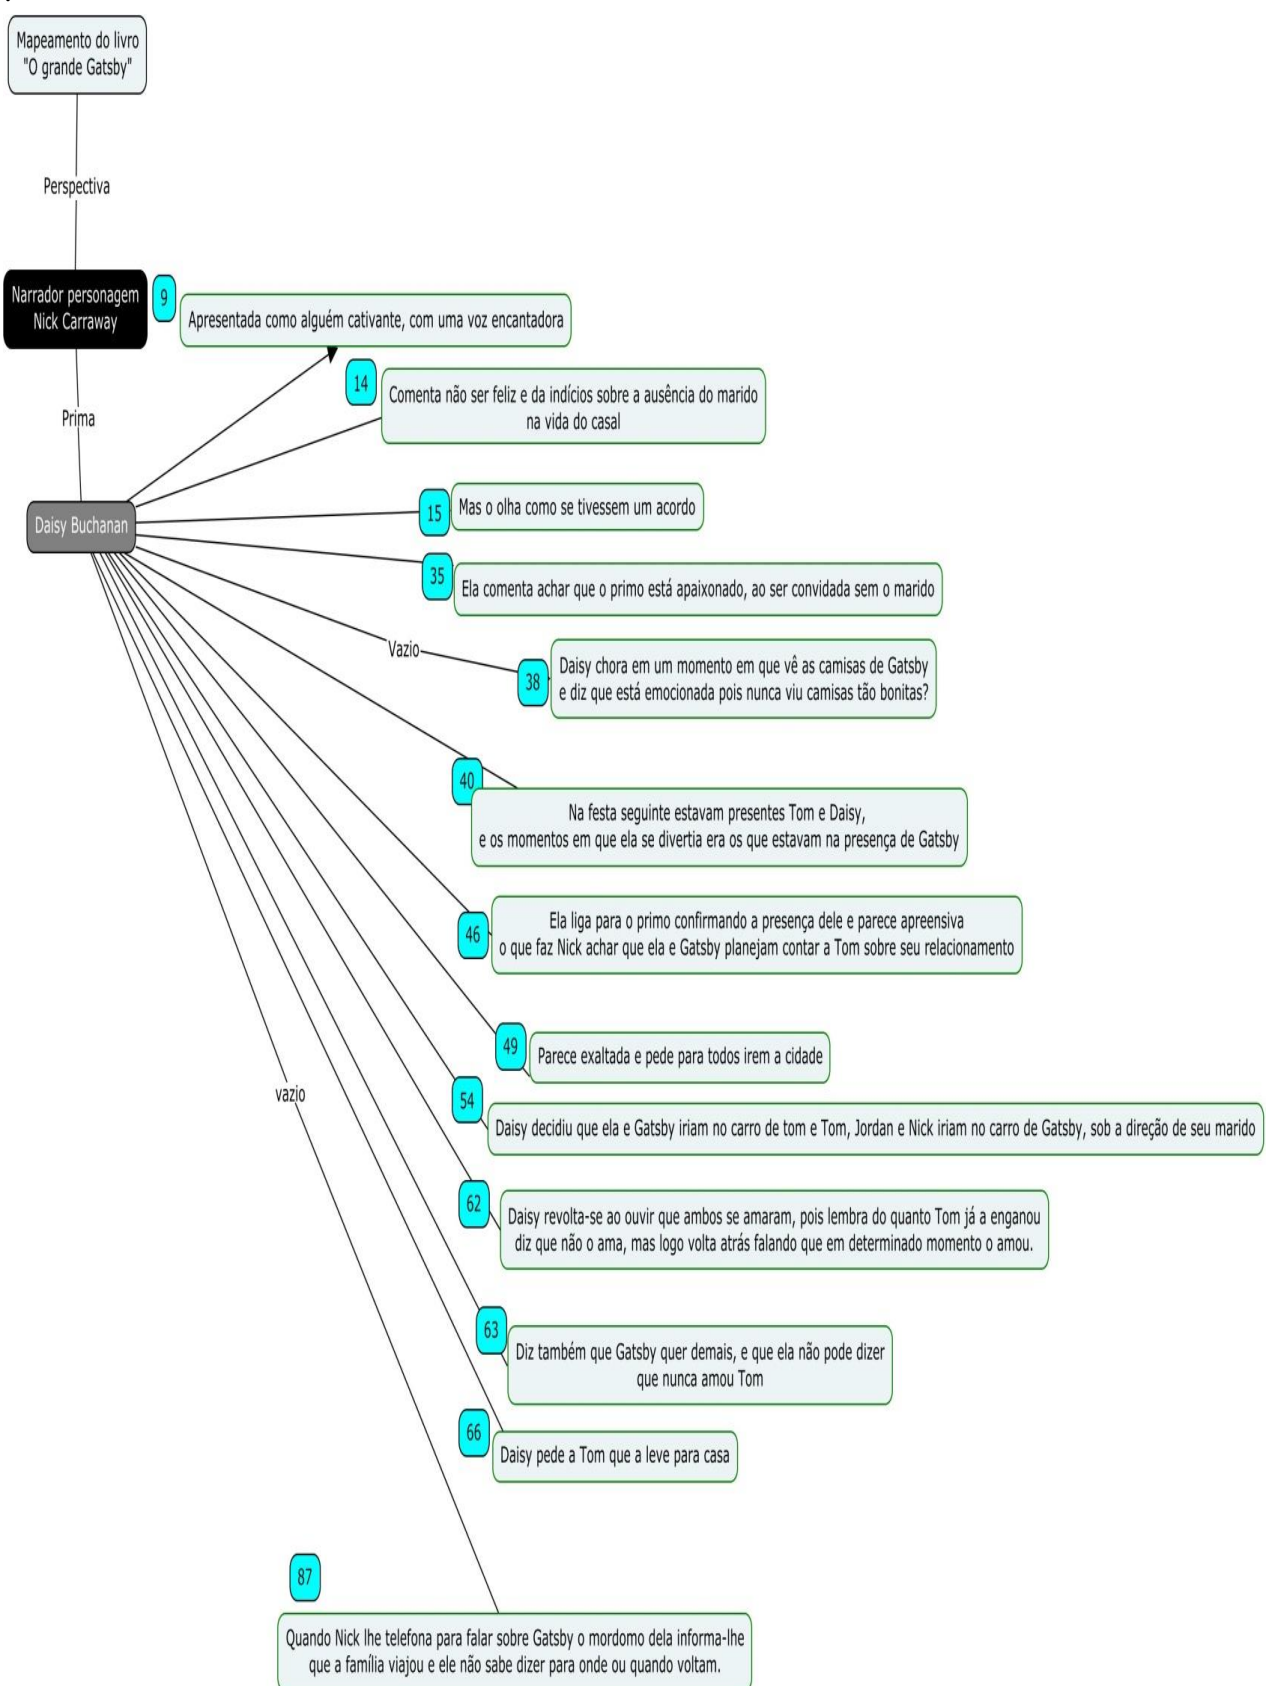 Mapeamento do livro
"O grande Gatsby"
Perspectiva
Narrador personagem
Nick Carraway
9
Apresentada como alguém cativante, com uma voz encantadora
14
Comenta não ser feliz e da indícios sobre a ausência do marido
na vida do casal
Prima
Daisy Buchanan
15
Mas o olha como se tivessem um acordo
35
Ela comenta achar que o primo está apaixonado, ao ser convidada sem o marido
Vazio
38
Daisy chora em um momento em que vê as camisas de Gatsby
e diz que está emocionada pois nunca viu camisas tão bonitas?
40
Na festa seguinte estavam presentes Tom e Daisy,
e os momentos em que ela se divertia era os que estavam na presença de Gatsby
46
Ela liga para o primo confirmando a presença dele e parece apreensiva
o que faz Nick achar que ela e Gatsby planejam contar a Tom sobre seu relacionamento
49
Parece exaltada e pede para todos irem a cidade
vazio
54
Daisy decidiu que ela e Gatsby iriam no carro de tom e Tom, Jordan e Nick iriam no carro de Gatsby, sob a direção de seu marido
62
Daisy revolta-se ao ouvir que ambos se amaram, pois lembra do quanto Tom já a enganou
diz que não o ama, mas logo volta atrás falando que em determinado momento o amou.
63
Diz também que Gatsby quer demais, e que ela não pode dizer
que nunca amou Tom
66
Daisy pede a Tom que a leve para casa
87
Quando Nick lhe telefona para falar sobre Gatsby o mordomo dela informa-lhe
que a família viajou e ele não sabe dizer para onde ou quando voltam.